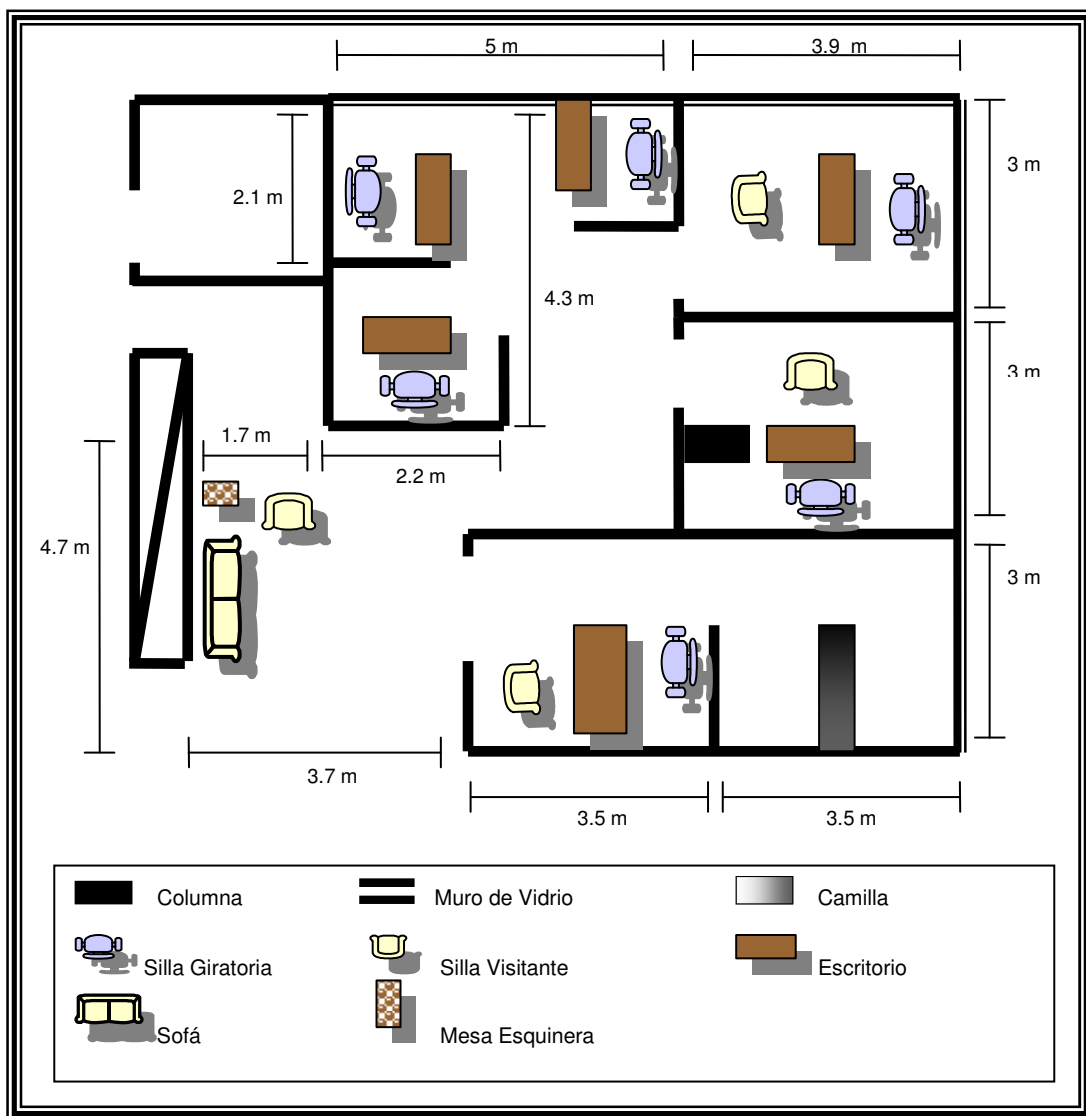 5 m
3.9 m
3 m
2.1 m
4.3 m
3 m
1.7 m
2.2 m
4.7 m
3 m
3.7 m
3.5 m
3.5 m
Columna
Muro de Vidrio
Camilla
Silla Giratoria
Silla Visitante
Escritorio
Sofá
Mesa Esquinera